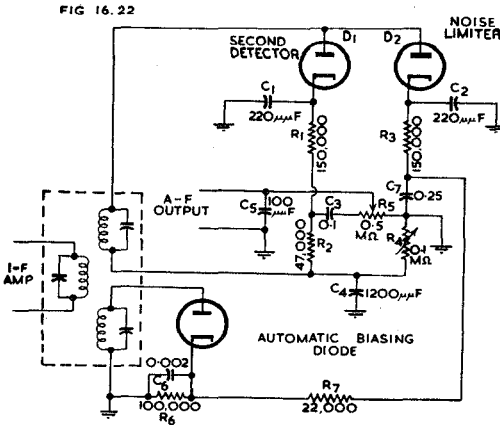 FIG 16.22
SECOND
DETECTOR
D1
D2
NOISE
LIMITER
C1
220μμF
C2
220μμF
R1
150,000
R3
150,000
A-F
OUTPUT
C5
100
μμF
C3
0.1
R5
0.5
MΩ
C7
0.25
R2
47,000
R4
0.1
MΩ
I-F
AMP
C4
1200μμF
AUTOMATIC BIASING
DIODE
0.002
C6
100,000
R6
R7
22,000